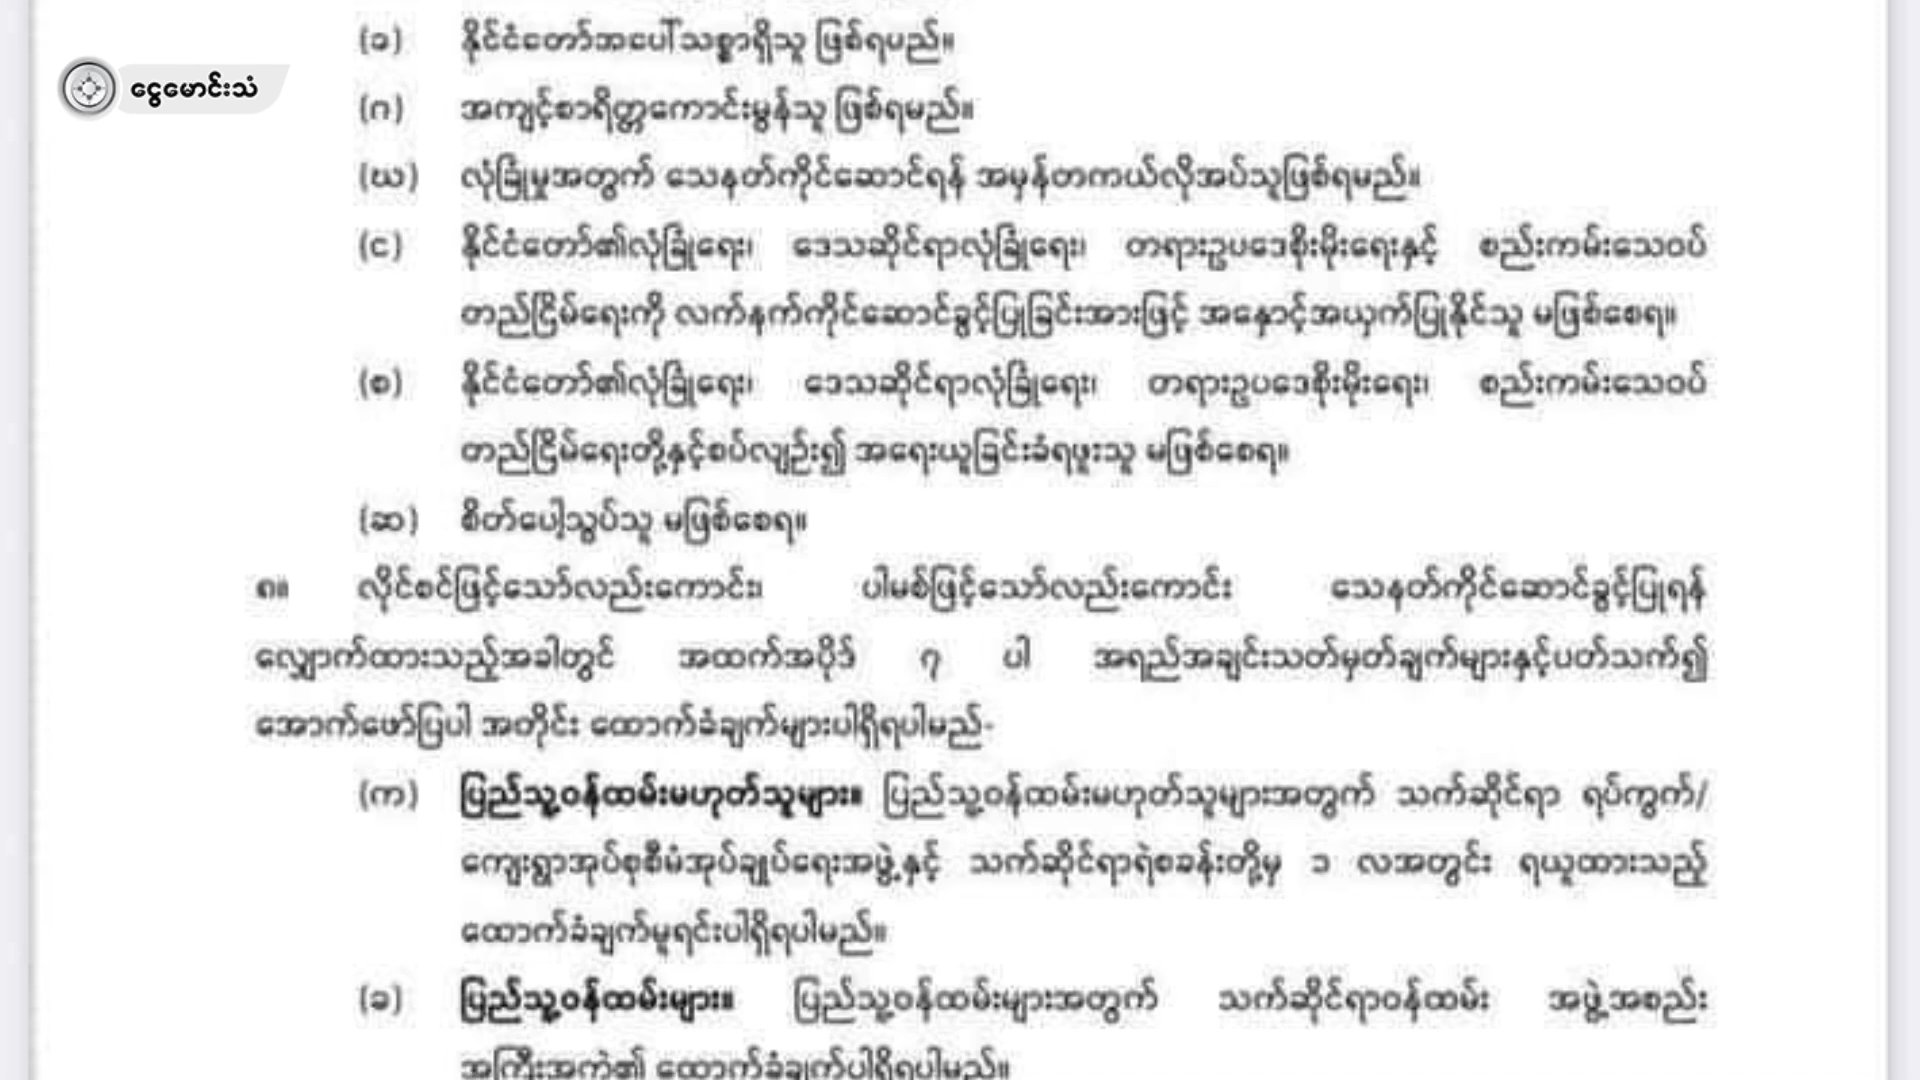 (ခ) နိုင်ငံတော်အပေါ်သစ္စာရှိသူ ဖြစ်ရမည်။
ငွေမောင်းသံ
(ဂ) အကျင့်စာရိတ္တကောင်းမွန်သူ ဖြစ်ရမည်။
(ဃ) လုံခြုံမှုအတွက် သေနတ်ကိုင်ဆောင်ရန် အမှန်တကယ်လိုအပ်သူဖြစ်ရမည်။
(င) နိုင်ငံတော်၏လုံခြုံရေး၊ ဒေသဆိုင်ရာလုံခြုံရေး၊ တရားဥပဒေစိုးမိုးရေးနှင့် စည်းကမ်းသေဝပ်
တည်ငြိမ်ရေးကို လက်နက်ကိုင်ဆောင်ခွင့်ပြုခြင်းအားဖြင့် အနှောင့်အယှက်ပြုနိုင်သူ မဖြစ်စေရ။
(စ) နိုင်ငံတော်၏လုံခြုံရေး၊ ဒေသဆိုင်ရာလုံခြုံရေး၊ တရားဥပဒေစိုးမိုးရေး၊ စည်းကမ်းသေဝပ်
တည်ငြိမ်ရေးတို့နှင့်စပ်လျဉ်း၍ အရေးယူခြင်းခံရဖူးသူ မဖြစ်စေရ။
(ဆ) စိတ်ပေါ့သွပ်သူ မဖြစ်စေရ။
၈။ လိုင်စင်ဖြင့်သော်လည်းကောင်း၊ ပါမစ်ဖြင့်သော်လည်းကောင်း သေနတ်ကိုင်ဆောင်ခွင့်ပြုရန်
လျှောက်ထားသည့်အခါတွင် အထက်အပိုဒ် ၇ ပါ အရည်အချင်းသတ်မှတ်ချက်များနှင့်ပတ်သက်၍
အောက်ဖော်ပြပါ အတိုင်း ထောက်ခံချက်များပါရှိရပါမည်-
(က) ပြည်သူ့ဝန်ထမ်းမဟုတ်သူများ။ ပြည်သူ့ဝန်ထမ်းမဟုတ်သူများအတွက် သက်ဆိုင်ရာ ရပ်ကွက်/
ကျေးရွာအုပ်စုစီမံအုပ်ချုပ်ရေးအဖွဲ့နှင့် သက်ဆိုင်ရာရဲစခန်းတို့မှ ၁ လအတွင်း ရယူထားသည့်
ထောက်ခံချက်မူရင်းပါရှိရပါမည်။
(ခ) ပြည်သူ့ဝန်ထမ်းများ။ ပြည်သူ့ဝန်ထမ်းများအတွက် သက်ဆိုင်ရာဝန်ထမ်း အဖွဲ့အစည်း
အကြီးအကဲ၏ ထောက်ခံချက်ပါရှိရပါမည်။